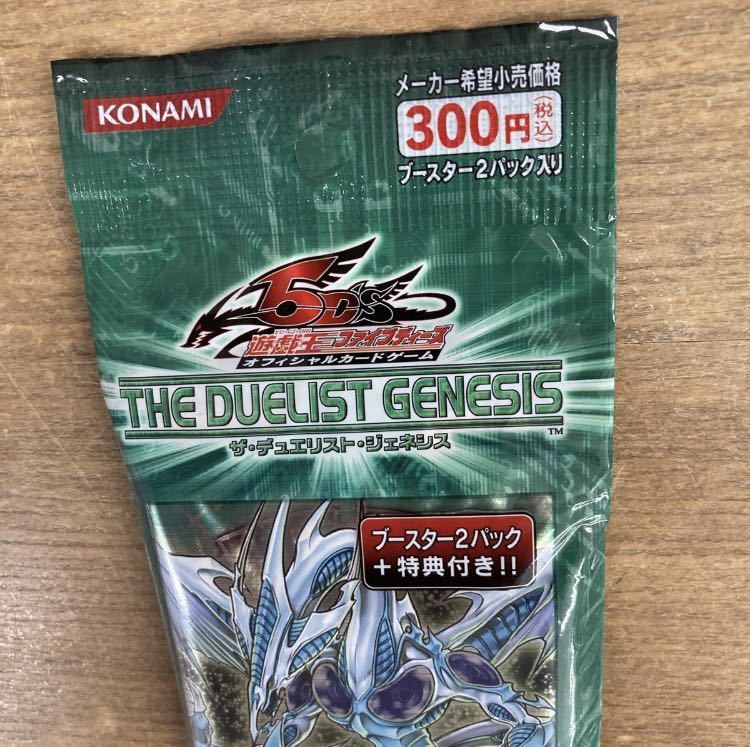 KONAMI
メーカー希望小売価格
300円(税込)
ブースター2パック入り
5D's
遊戯王ファイブディーズ
オフィシャルカードゲーム
THE DUELIST GENESIS
TM
ザ・デュエリスト・ジェネシス
ブースター2パック
+特典付き!!